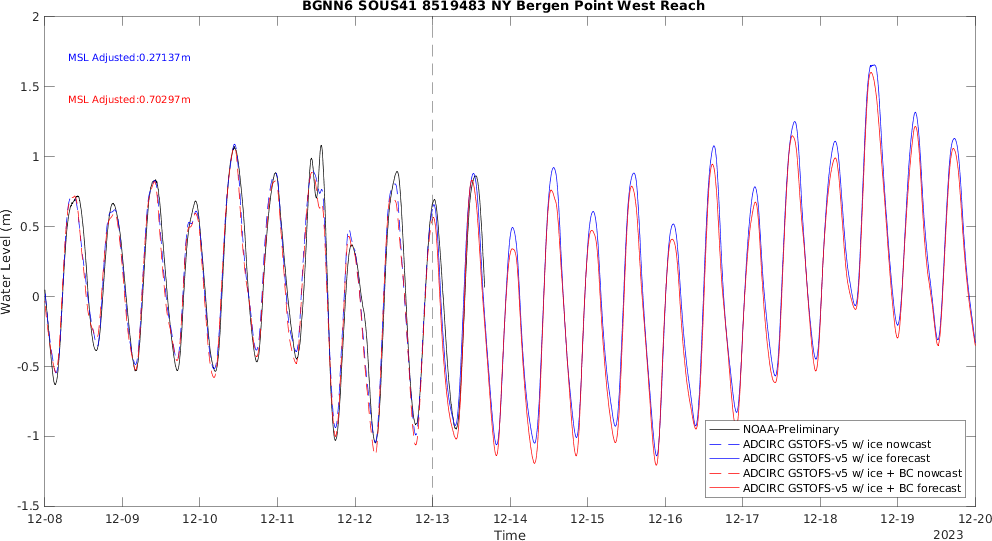 BGNN6 SOUS41 8519483 NY Bergen Point West Reach
MSL Adjusted:0.27137m
MSL Adjusted:0.70297m
Water Level (m)
2
1.5
1
0.5
0
-0.5
-1
-1.5
12-08 12-09 12-10 12-11 12-12 12-13 12-14 12-15 12-16 12-17 12-18 12-19 12-20
Time
2023
NOAA-Preliminary
ADCIRC GSTOFS-v5 w/ ice nowcast
ADCIRC GSTOFS-v5 w/ ice forecast
ADCIRC GSTOFS-v5 w/ ice + BC nowcast
ADCIRC GSTOFS-v5 w/ ice + BC forecast